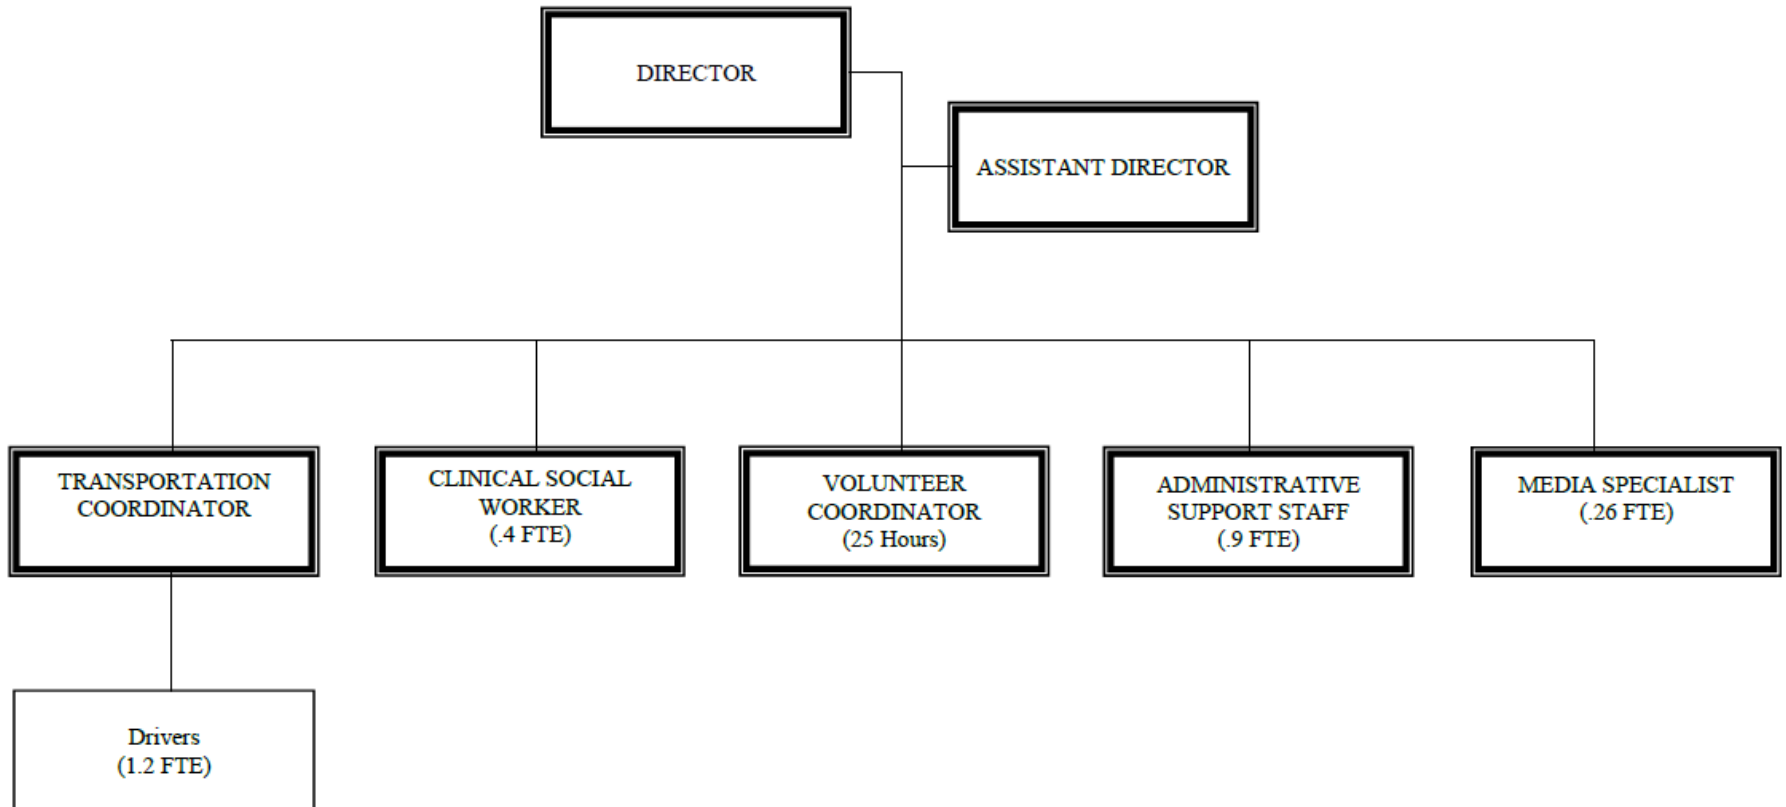 DIRECTOR
ASSISTANT DIRECTOR
TRANSPORTATION
COORDINATOR
CLINICAL SOCIAL
WORKER
(.4 FTE)
VOLUNTEER
COORDINATOR
(25 Hours)
ADMINISTRATIVE
SUPPORT STAFF
(.9 FTE)
MEDIA SPECIALIST
(.26 FTE)
Drivers
(1.2 FTE)